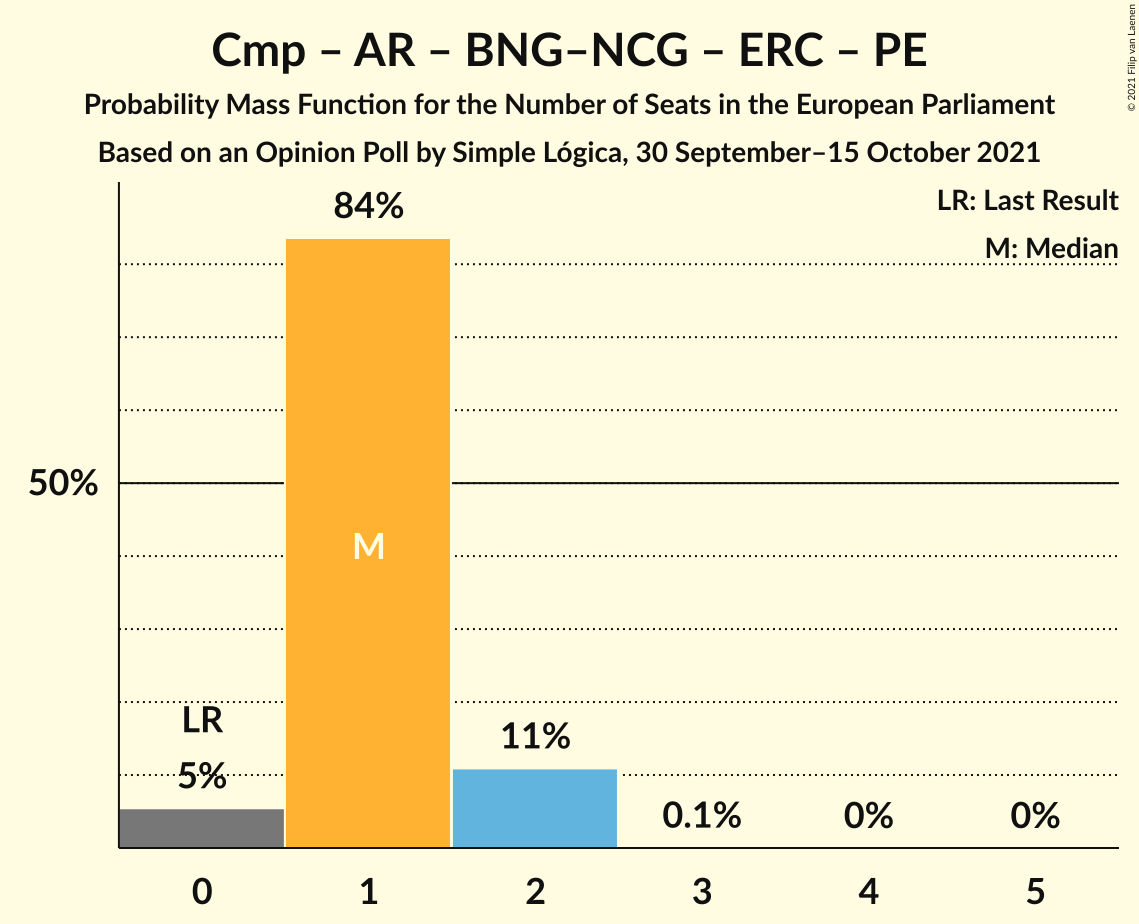 Cmp – AR – BNG–NCG – ERC – PE
Probability Mass Function for the Number of Seats in the European Parliament
Based on an Opinion Poll by Simple Lógica, 30 September–15 October 2021
© 2021 Filip van Laenen
LR: Last Result
M: Median
84%
50%
M
LR
5%
11%
0.1%
0%
0%
0
1
2
3
4
5